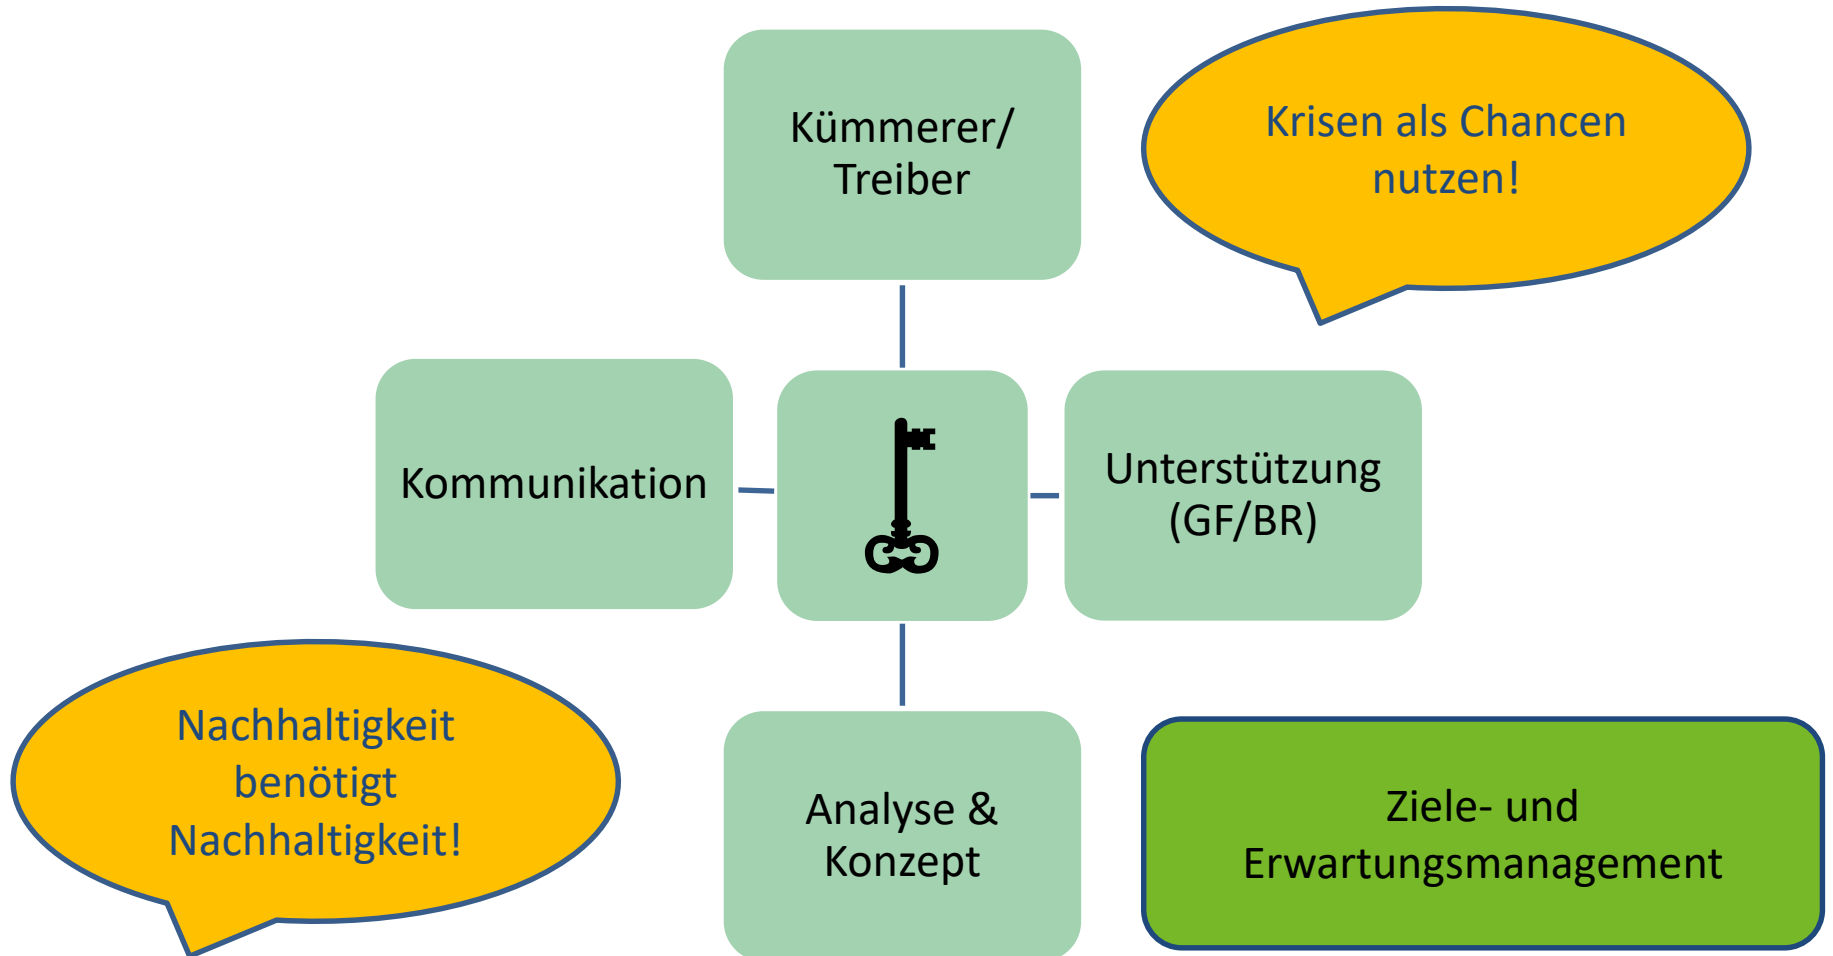 Kümmerer/
Treiber
Krisen als Chancen
nutzen!
Kommunikation
Unterstützung
(GF/BR)
Nachhaltigkeit
benötigt
Nachhaltigkeit!
Analyse &
Konzept
Ziele- und
Erwartungsmanagement